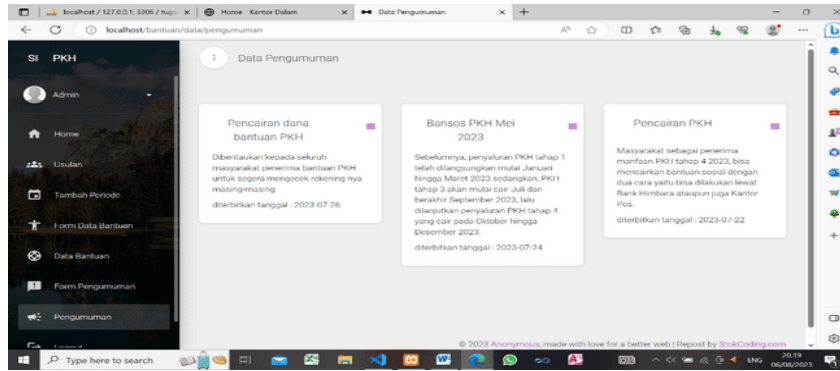 localhost / 127.0.0.1: 3306 / tuga
Home - Kantor Dalam
Data Pengumuman
localhost/bantuan/data/pengumuman
SI PKH
Data Pengumuman
Admin
Home
Usulan
Tambah Periode
Form Data Bantuan
Data Bantuan
Form Pengumuman
Pengumuman
Logout
Pencairan dana
bantuan PKH
Diberitaukan kepada seluruh
masyarakat penerima bantuan PKH
untuk segera mengecek rekening nya
masing-masing
diterbitkan tanggal : 2023-07-26
Bansos PKH Mei
2023
Sebelumnya, penyaluran PKH tahap 1
telah dilangsungkan mulai Januari
hingga Maret 2023 sedangkan, PKH
tahap 3 akan mulai cair Juli dan
berakhir September 2023, lalu
dilanjutkan penyaluran PKH tahap 4
yang cair pada Oktober hingga
Desember 2023.
diterbitkan tanggal : 2023-07-24
Pencairan PKH
Masyarakat sebagai penerima
manfaan PKH tahap 4 2023, bisa
mencairkan bantuan sosial dengan
dua cara yaitu bisa dilakukan lewat
Bank Himbara ataupun juga Kantor
Pos.
diterbitkan tanggal : 2023-07-22
© 2023 Anonymous, made with love for a better web | Repost by StokCoding.com
Type here to search
ENG
20.19
06/08/2023